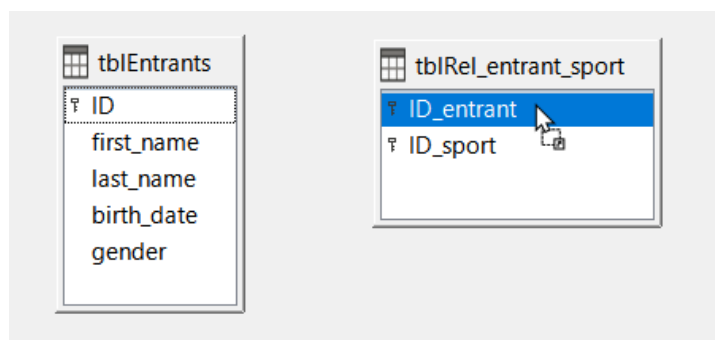 tblEntrants
ID
first_name
last_name
birth_date
gender
tblRel_entrant_sport
ID_entrant
ID_sport